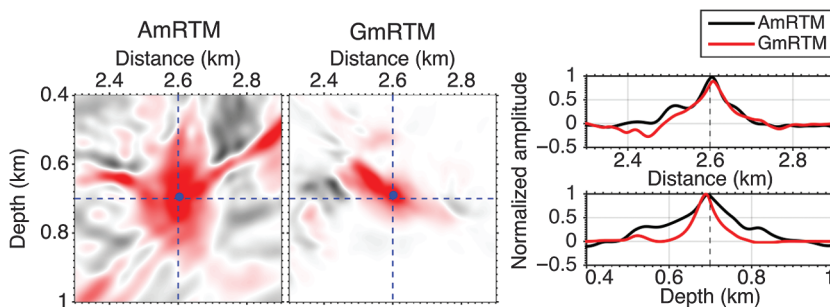 AmRTM
Distance (km)
2.4 2.6 2.8
GmRTM
Distance (km)
2.4 2.6 2.8
0.4
0.6
0.8
1
Depth (km)
AmRTM
GmRTM
Normalized amplitude
1
0.5
0
−0.5
2.4 2.6 2.8
Distance (km)
1
0.5
0
−0.5
0.4 0.6 0.8 1
Depth (km)